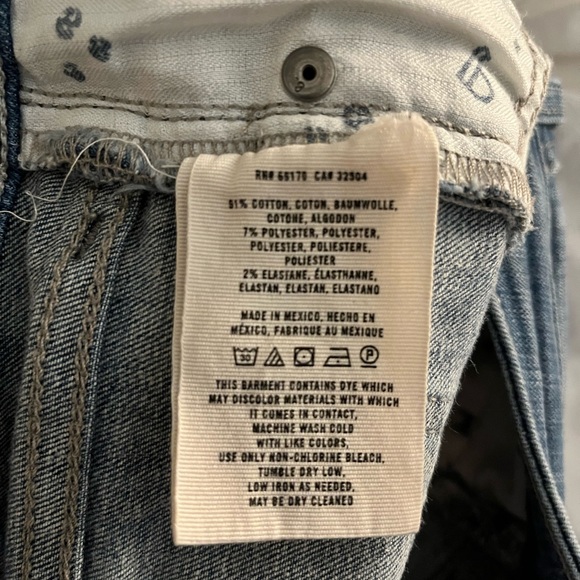 RN# 66170 CA# 32504
91% COTTON, COTON, BAUMWOLLE,
COTONE, ALGODON
7% POLYESTER, POLYESTER,
POLYESTER, POLIESTERE,
POLIESTER
2% ELASTANE, ÉLASTHANNE,
ELASTAN, ELASTAN, ELASTANO
MADE IN MEXICO, HECHO EN
MÉXICO, FABRIQUE AU MEXIQUE
30
P
THIS GARMENT CONTAINS DYE WHICH
MAY DISCOLOR MATERIALS WITH WHICH
IT COMES IN CONTACT,
MACHINE WASH COLD
WITH LIKE COLORS,
USE ONLY NON-CHLORINE BLEACH,
TUMBLE DRY LOW,
LOW IRON AS NEEDED,
MAY BE DRY CLEANED